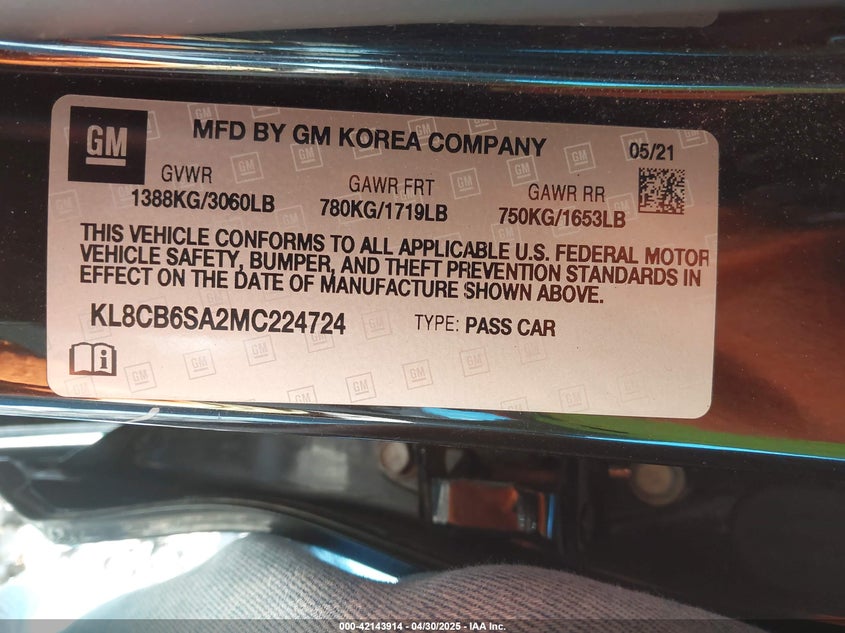 GM
MFD BY GM KOREA COMPANY
05/21
GVWR
GAWR FRT
GAWR RR
1388KG/3060LB
780KG/1719LB
750KG/1653LB
THIS VEHICLE CONFORMS TO ALL APPLICABLE U.S. FEDERAL MOTOR
VEHICLE SAFETY, BUMPER, AND THEFT PREVENTION STANDARDS IN
EFFECT ON THE DATE OF MANUFACTURE SHOWN ABOVE.
KL8CB6SA2MC224724
TYPE: PASS CAR
000-42143914 - 04/30/2025 - IAA Inc.